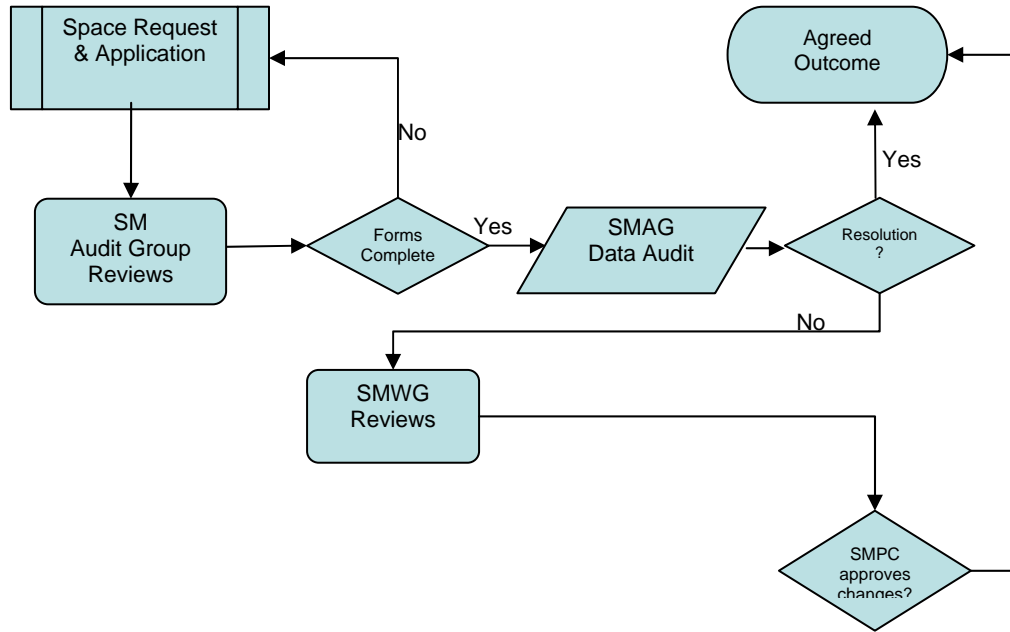 Space Request
& Application
Agreed
Outcome
No
Yes
SM
Audit Group
Reviews
Forms
Complete
Yes
SMAG
Data Audit
Resolution
?
No
SMWG
Reviews
SMPC
approves
changes?